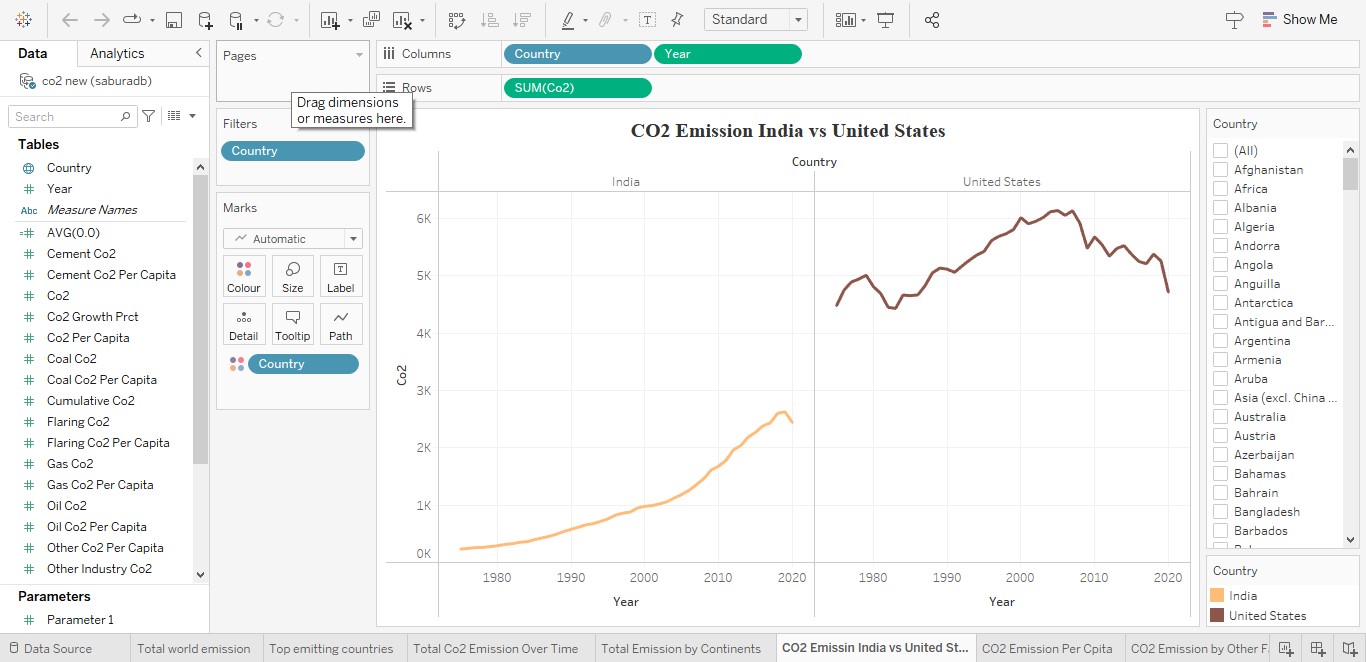 Standard
Show Me
Data
Analytics
co2 new (saburadb)
Search
Tables
Country
Year
Abc
Measure Names
AVG(0.0)
Cement Co2
Cement Co2 Per Capita
Co2
Co2 Growth Prct
Co2 Per Capita
Coal Co2
Coal Co2 Per Capita
Cumulative Co2
Flaring Co2
Flaring Co2 Per Capita
Gas Co2
Gas Co2 Per Capita
Oil Co2
Oil Co2 Per Capita
Other Co2 Per Capita
Other Industry Co2
Parameters
Parameter 1
Pages
Drag dimensions
or measures here.
Filters
Country
Marks
Automatic
Colour
Size
Label
Detail
Tooltip
Path
Country
Columns
Country
Year
Rows
SUM(Co2)
CO2 Emission India vs United States
Country
India
United States
6K
5K
4K
3K
2K
1K
0K
Co2
1980
1990
2000
2010
2020
1980
1990
2000
2010
2020
Year
Year
Country
(All)
Afghanistan
Africa
Albania
Algeria
Andorra
Angola
Anguilla
Antarctica
Antigua and Bar...
Argentina
Armenia
Aruba
Asia (excl. China ...
Australia
Austria
Azerbaijan
Bahamas
Bahrain
Bangladesh
Barbados
Country
India
United States
Data Source
Total world emission
Top emitting countries
Total Co2 Emission Over Time
Total Emission by Continents
CO2 Emissin India vs United St...
CO2 Emission Per Cpita
CO2 Emission by Other F